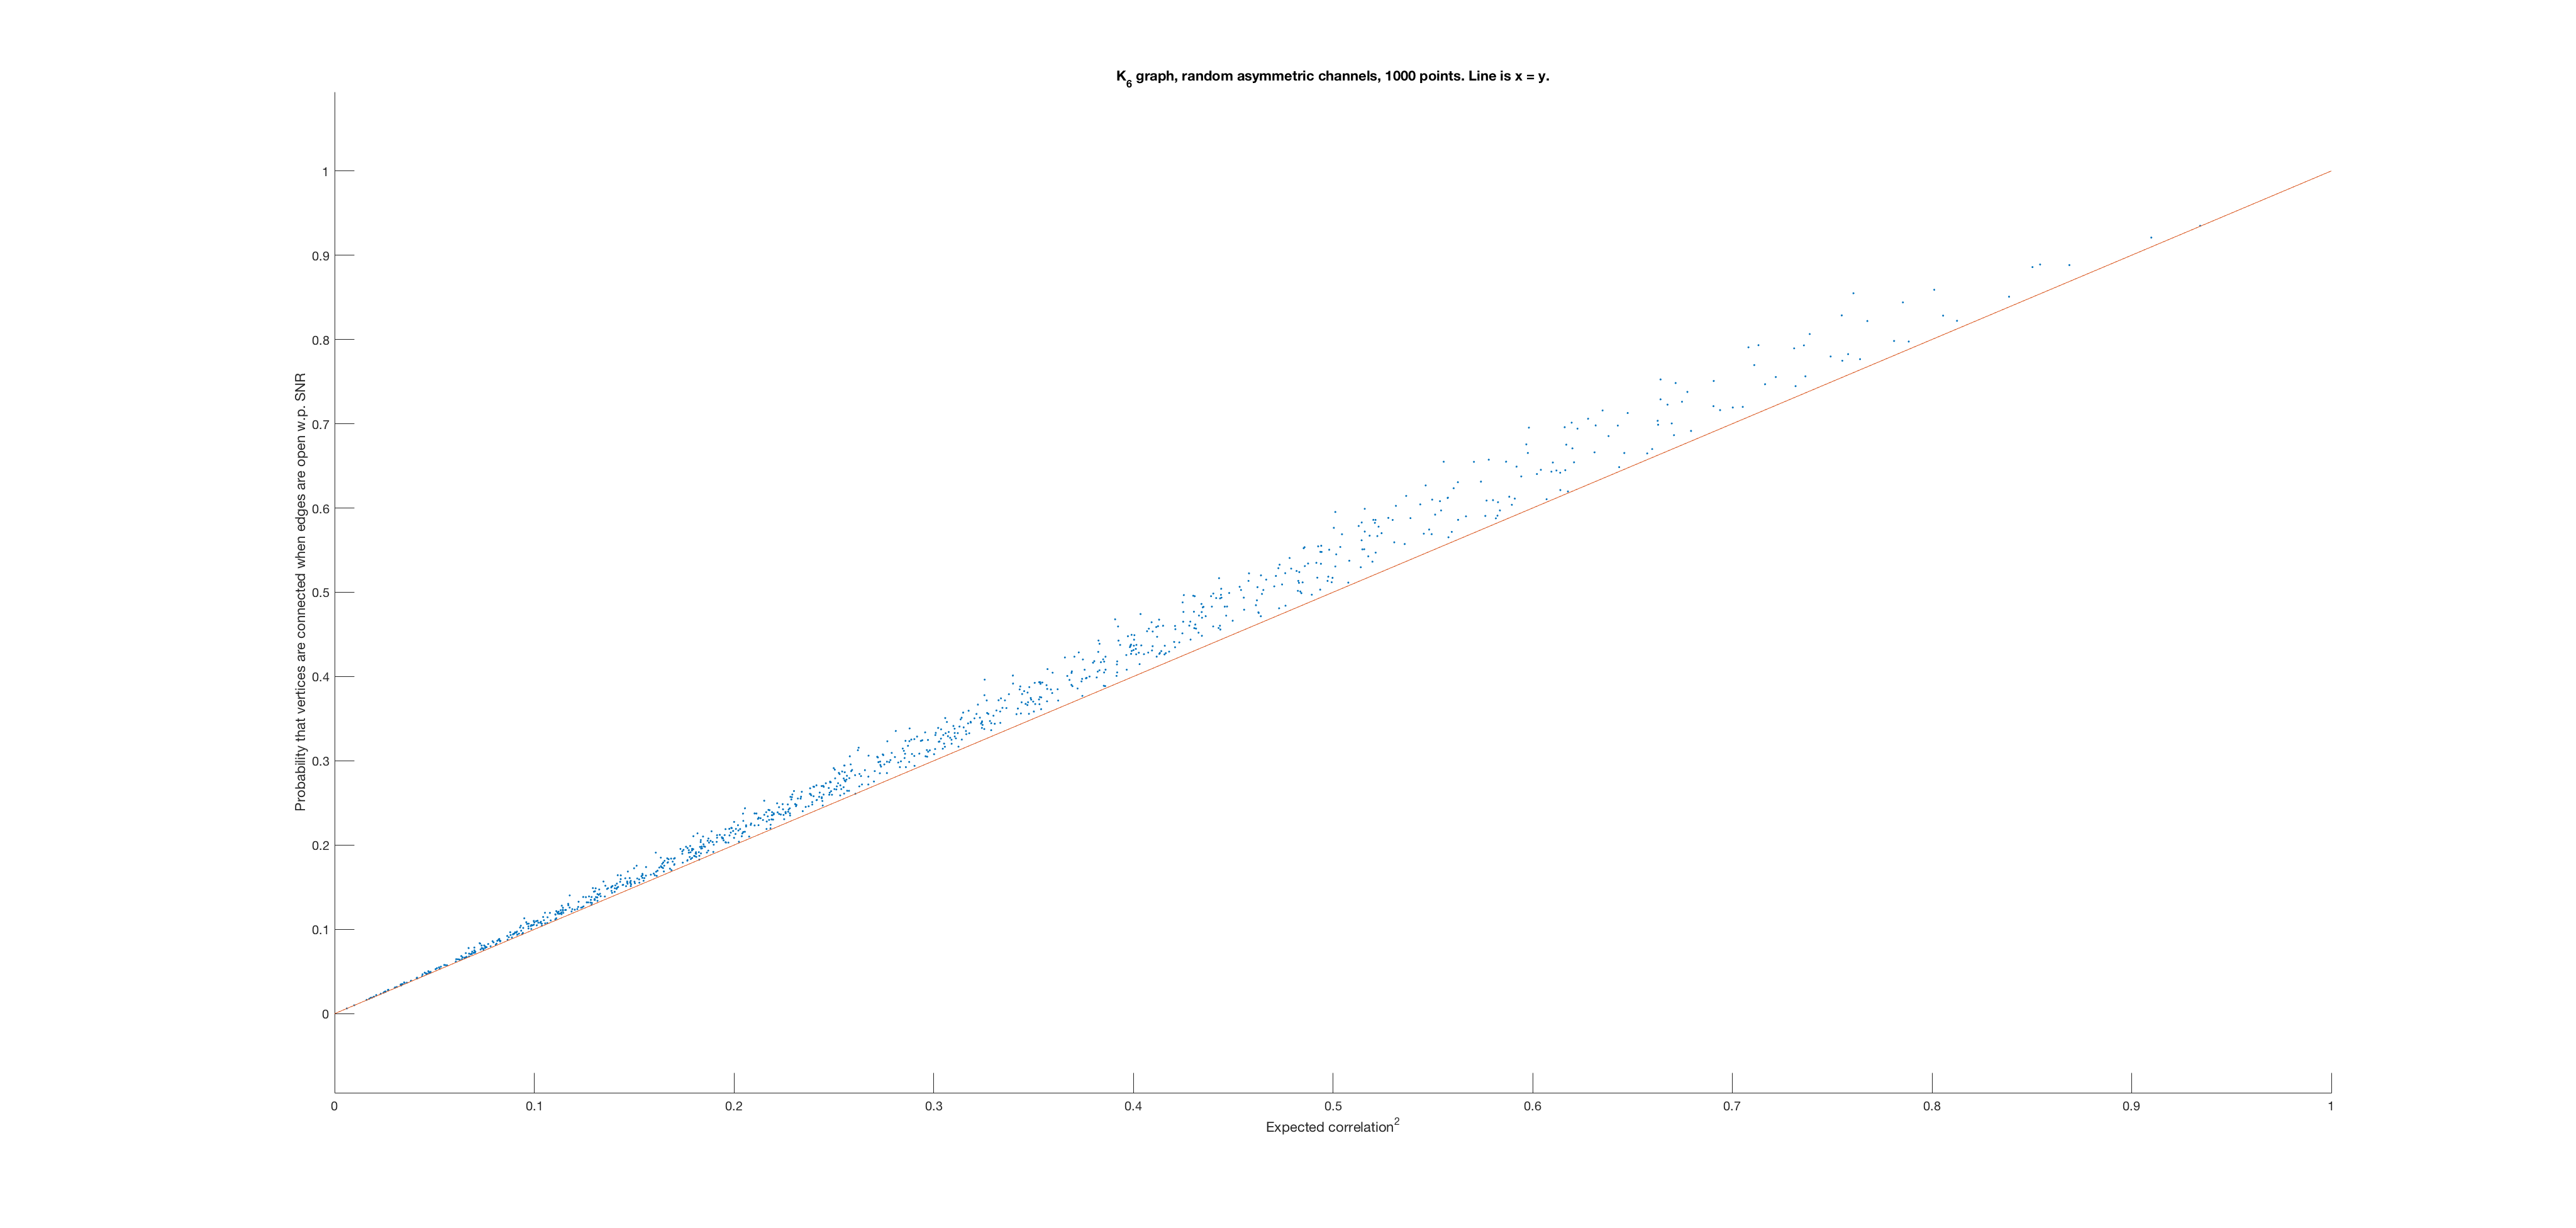 K6 graph, random asymmetric channels, 1000 points. Line is x = y.
Probability that vertices are connected when edges are open w.p. SNR
1
0.9
0.8
0.7
0.6
0.5
0.4
0.3
0.2
0.1
0
0 0.1 0.2 0.3 0.4 0.5 0.6 0.7 0.8 0.9 1
Expected correlation2